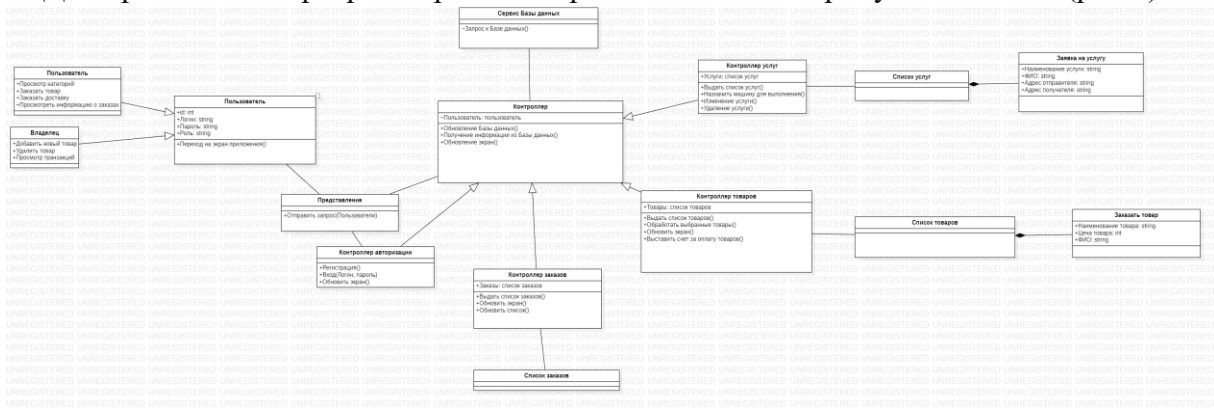 Сервис Базы данных
-Запрос к Базе данных()
Пользователь
+Просмотр категорий
+Заказать товар
+Заказать доставку
+Просмотреть информацию о заказах
Владелец
+Добавить новый товар
+Удалить товар
+Просмотр транзакций
Пользователь
+id: int
+Логин: string
+Пароль: string
+Роль: string
+Переход на экран приложения()
Контроллер
-Пользователь: пользователь
+Обновление Базы данных()
+Получение информации из Базы данных()
+Обновление экран()
Контроллер услуг
+Услуги: список услуг
+Выдать список услуг()
+Назначить машину для выполнения()
+Изменение услуги()
+Удаление услуги()
Список услуг
Заявка на услугу
+Наименование услуги: string
+ФИО: string
+Адрес отправителя: string
+Адрес получателя: string
Представление
+Отправить запрос(Пользователи)
Контроллер авторизации
+Регистрация()
+Вход(Логин, пароль)
+Обновить экран()
Контроллер заказов
+Заказы: список заказов
+Выдать список заказов()
+Обновить экран()
+Обновить список()
Список заказов
Контроллер товаров
+Товары: список товаров
+Выдать список товаров()
+Обработать выбранные товары()
+Обновить экран()
+Выставить счет за оплату товаров()
Список товаров
Заказать товар
+Наименование товара: string
+Цена товара: int
+ФИО: string
UNREGISTERED